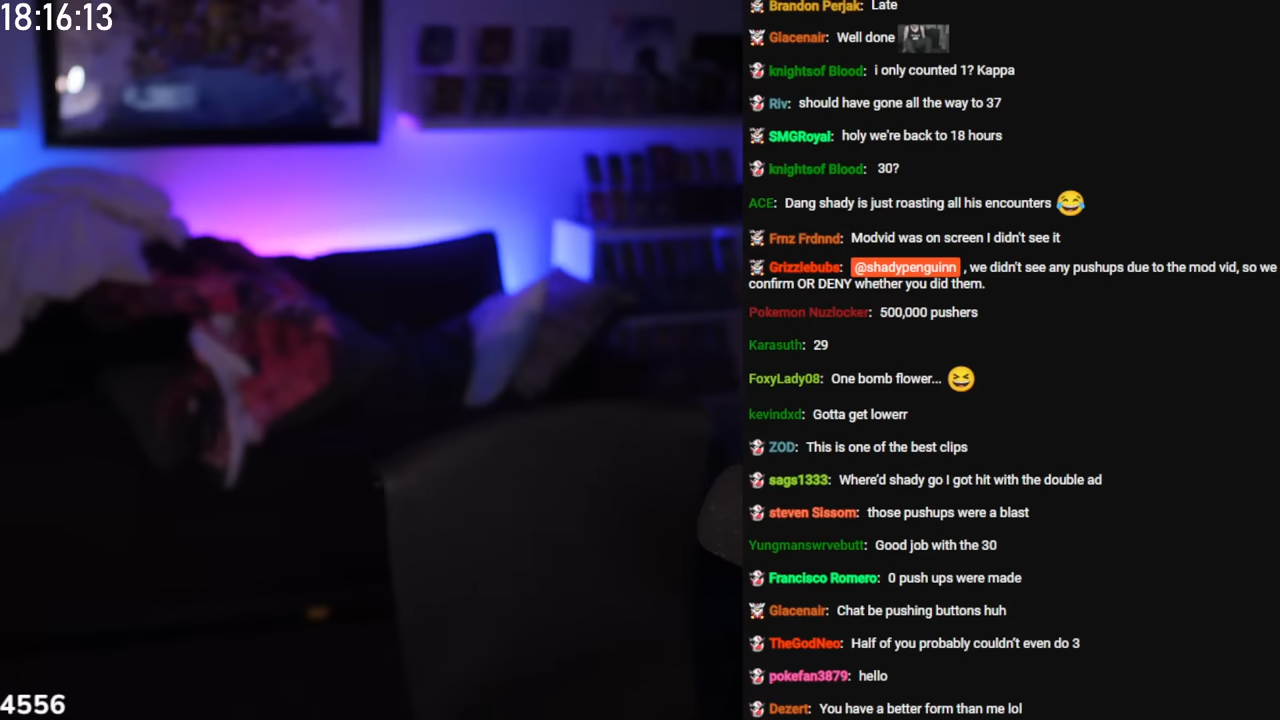 18:16:13
Brandon Perjak: Late
Glacenair: Well done
knightsof Blood: i only counted 1? Kappa
Riv: should have gone all the way to 37
SMGRoyal: holy we're back to 18 hours
knightsof Blood: 30?
ACE: Dang shady is just roasting all his encounters 😂
Frnz Frdnnd: Modvid was on screen I didn't see it
Grizzlebubs: @shadypenguinn , we didn't see any pushups due to the mod vid, so we
confirm OR DENY whether you did them.
Pokemon Nuzlocker: 500,000 pushers
Karasuth: 29
FoxyLady08: One bomb flower... 😆
kevindxd: Gotta get lowerr
ZOD: This is one of the best clips
sags1333: Where'd shady go I got hit with the double ad
steven Sissom: those pushups were a blast
Yungmanswrvebutt: Good job with the 30
Francisco Romero: 0 push ups were made
Glacenair: Chat be pushing buttons huh
TheGodNeo: Half of you probably couldn't even do 3
pokefan3879: hello
Dezert: You have a better form than me lol
4556